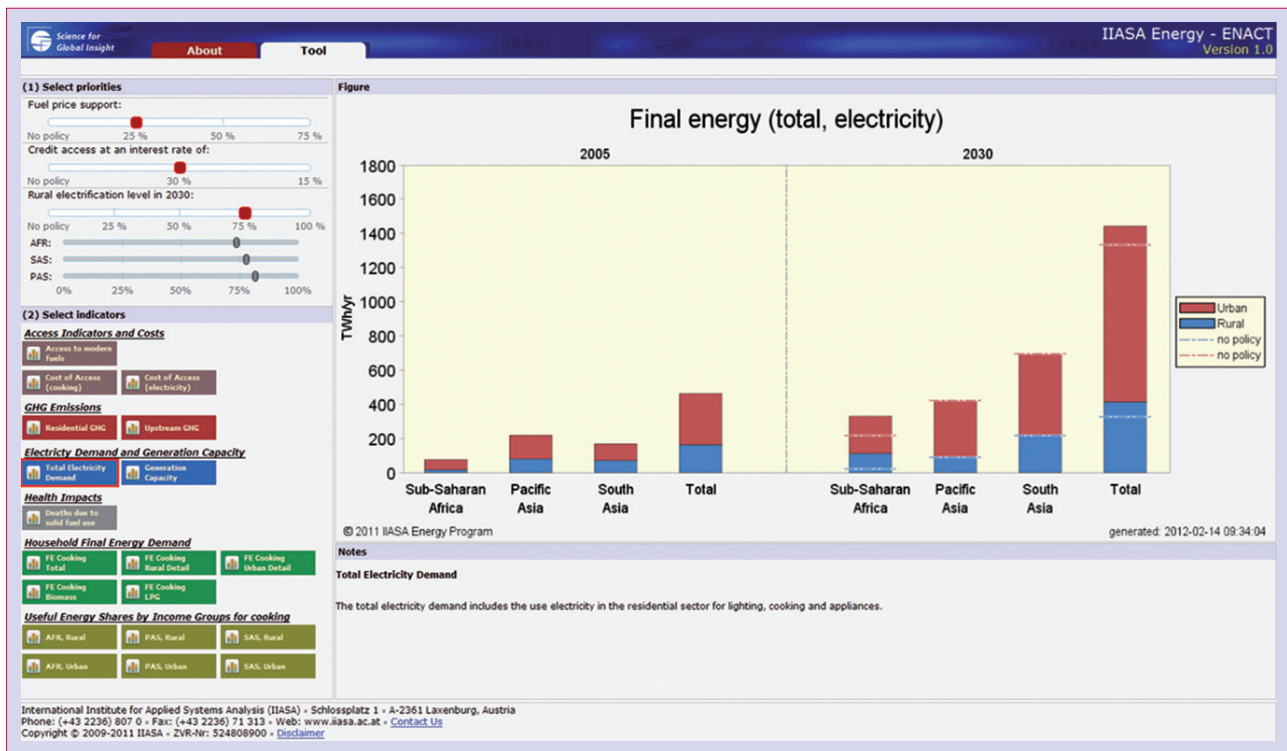 Science for
Global Insight
About
Tool
IIASA Energy - ENACT
Version 1.0
(1) Select priorities
Fuel price support:
No policy 25 % 50 % 75 %
Credit access at an interest rate of:
No policy 30 % 15 %
Rural electrification level in 2030:
No policy 25 % 50 % 75 % 100 %
AFR:
SAS:
PAS:
0% 25% 50% 75% 100%
(2) Select indicators
Access Indicators and Costs
Access to modern
fuels
Cost of Access
(cooking)
Cost of Access
(electricity)
GHG Emissions
Residential GHG
Upstream GHG
Electricty Demand and Generation Capacity
Total Electricity
Demand
Generation
Capacity
Health Impacts
Deaths due to
solid fuel use
Household Final Energy Demand
FE Cooking
Total
FE Cooking
Rural Detail
FE Cooking
Urban Detail
FE Cooking
Biomass
FE Cooking
LPG
Useful Energy Shares by Income Groups for cooking
AFR, Rural
PAS, Rural
SAS, Rural
AFR, Urban
PAS, Urban
SAS, Urban
Figure
Final energy (total, electricity)
2005
2030
TWh/yr
1800
1600
1400
1200
1000
800
600
400
200
0
Sub-Saharan
Africa
Pacific
Asia
South
Asia
Total
Sub-Saharan
Africa
Pacific
Asia
South
Asia
Total
Urban
Rural
no policy
no policy
© 2011 IIASA Energy Program
generated: 2012-02-14 09:34:04
Notes
Total Electricity Demand
The total electricity demand includes the use electricity in the residential sector for lighting, cooking and appliances.
International Institute for Applied Systems Analysis (IIASA) • Schlossplatz 1 • A-2361 Laxenburg, Austria
Phone: (+43 2236) 807 0 • Fax: (+43 2236) 71 313 • Web: www.iiasa.ac.at • Contact Us
Copyright © 2009-2011 IIASA • ZVR-Nr: 524808900 • Disclaimer